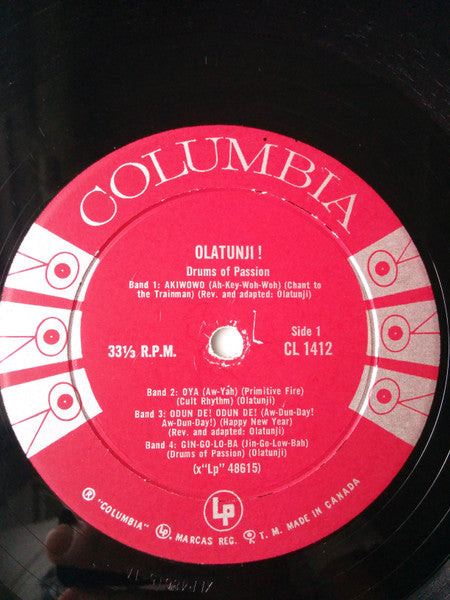 COLUMBIA
OLATUNJI !
Drums of Passion
Band 1: AKIWOWO (Ah-Key-Woh-Woh) (Chant to
the Trainman) (Rev. and adapted: Olatunji)
33⅓ R.P.M.
Side 1
CL 1412
Band 2: OYA (Aw-Yah) (Primitive Fire)
(Cult Rhythm) (Olatunji)
Band 3: ODUN DE! ODUN DE! (Aw-Dun-Day!
Aw-Dun-Day!) (Happy New Year)
(Rev. and adapted: Olatunji)
Band 4: GIN-GO-LO-BA (Jin-Go-Low-Bah)
(Drums of Passion) (Olatunji)
(x"Lp" 48615)
Lp
® "COLUMBIA" MARCAS REG. T. M. MADE IN CANADA